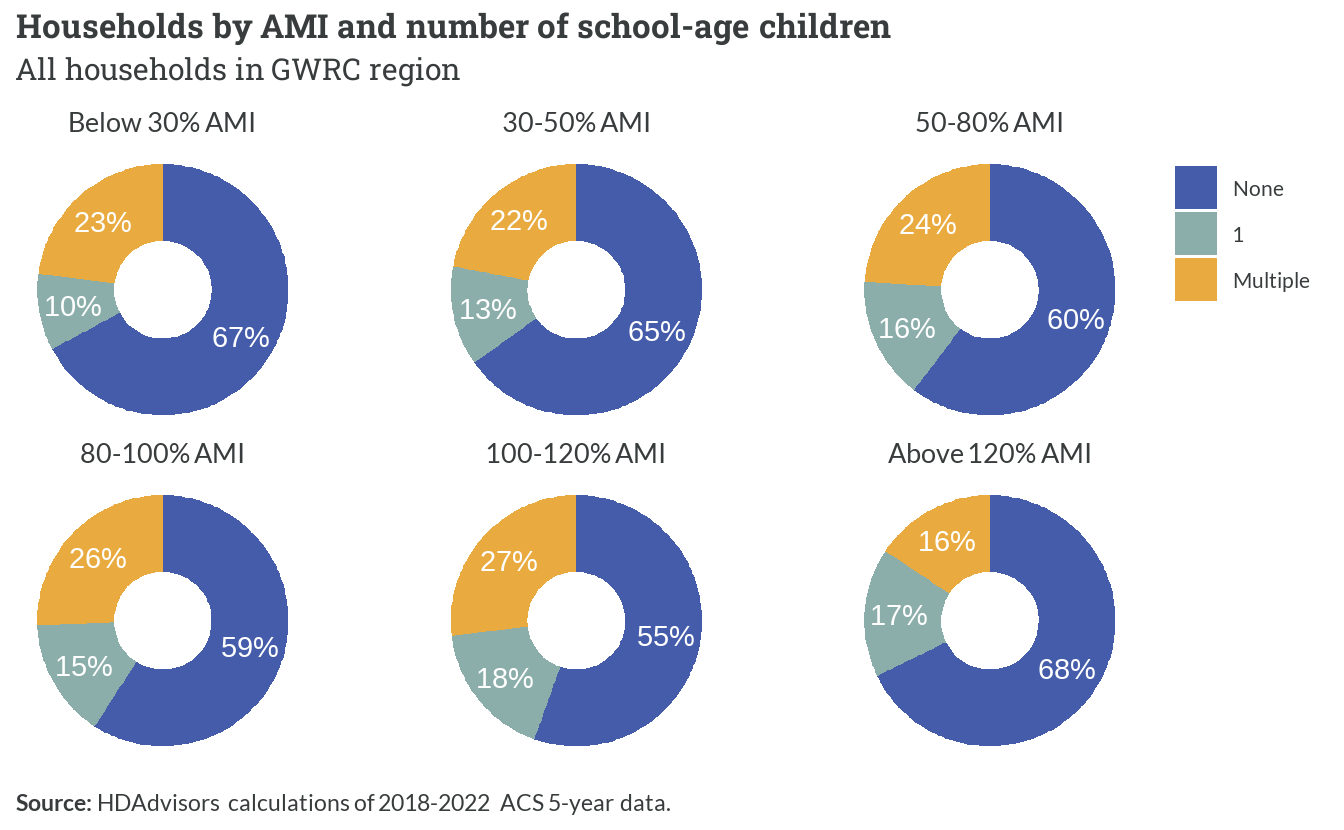 Households by AMI and number of school-age children
All households in GWRC region
Below 30% AMI
30-50% AMI
50-80% AMI
23%
10%
67%
22%
13%
65%
24%
16%
60%
None
1
Multiple
80-100% AMI
100-120% AMI
Above 120% AMI
26%
15%
59%
27%
18%
55%
16%
17%
68%
Source: HDAdvisors calculations of 2018-2022 ACS 5-year data.